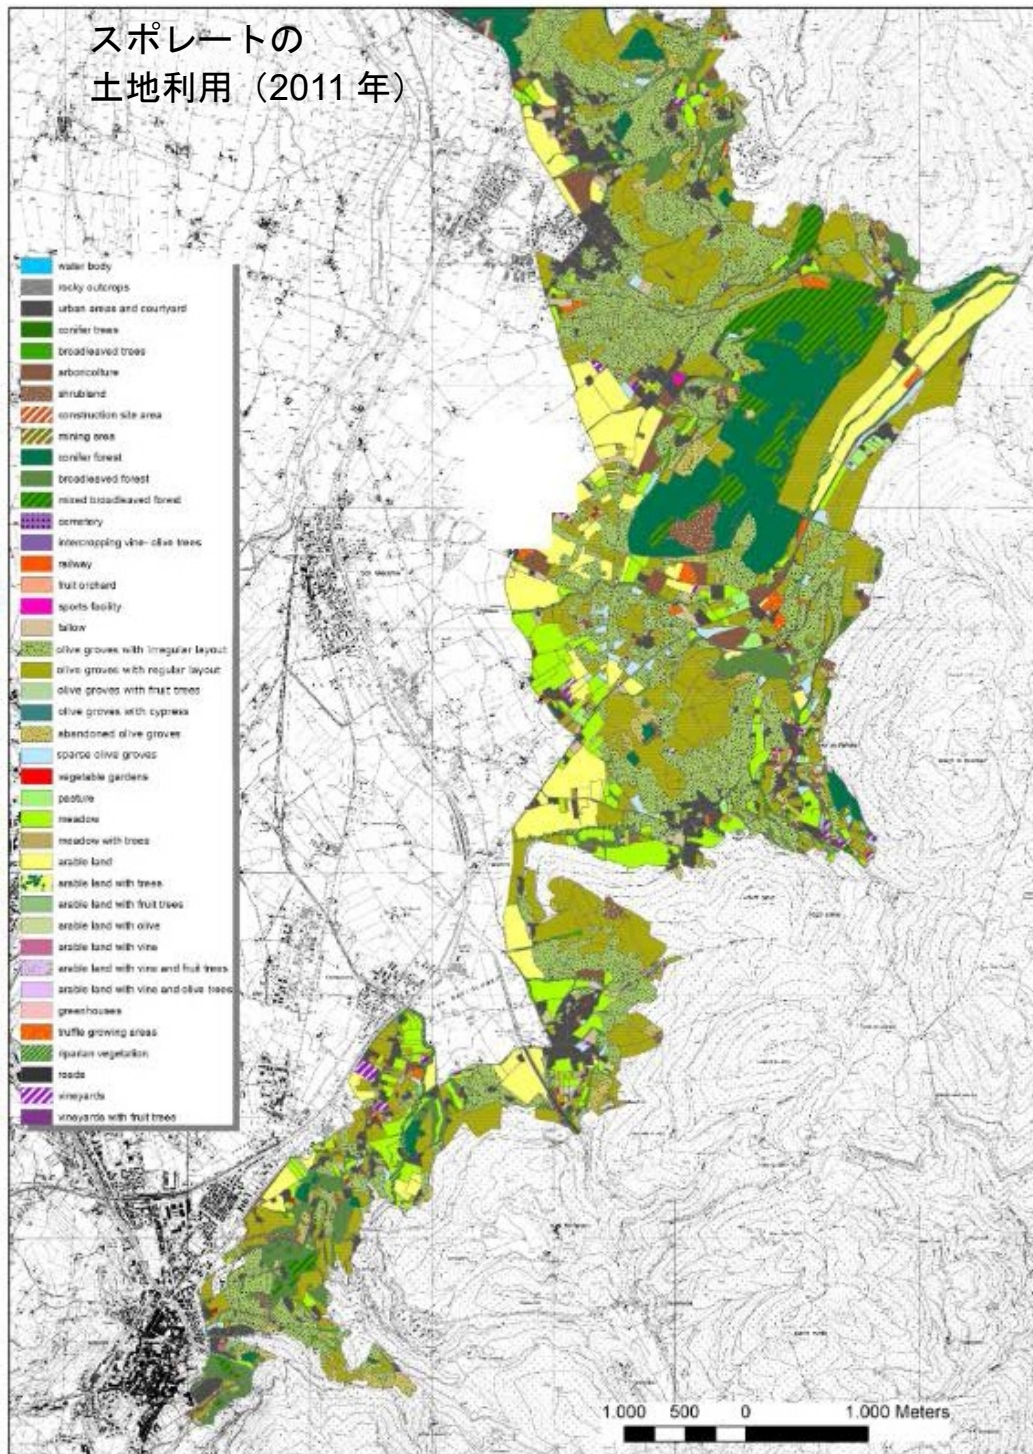 スポレートの
土地利用（2011 年）
water body
rocky outcrops
urban areas and courtyard
conifer trees
broadleaved trees
arboricolture
shrubland
construction site area
mining area
conifer forest
broadleaved forest
mixed broadleaved forest
cemetery
intercropping vine- olive trees
railway
fruit orchard
sports facility
fallow
olive groves with irregular layout
olive groves with regular layout
olive groves with fruit trees
olive groves with cypress
abandoned olive groves
sparse olive groves
vegetable gardens
pasture
meadow
meadow with trees
arable land
arable land with trees
arable land with fruit trees
arable land with olive
arable land with vine
arable land with vine and fruit trees
arable land with vine and olive trees
greenhouses
truffle growing areas
riparian vegetation
roads
vineyards
vineyards with fruit trees
1.000 500 0 1.000 Meters